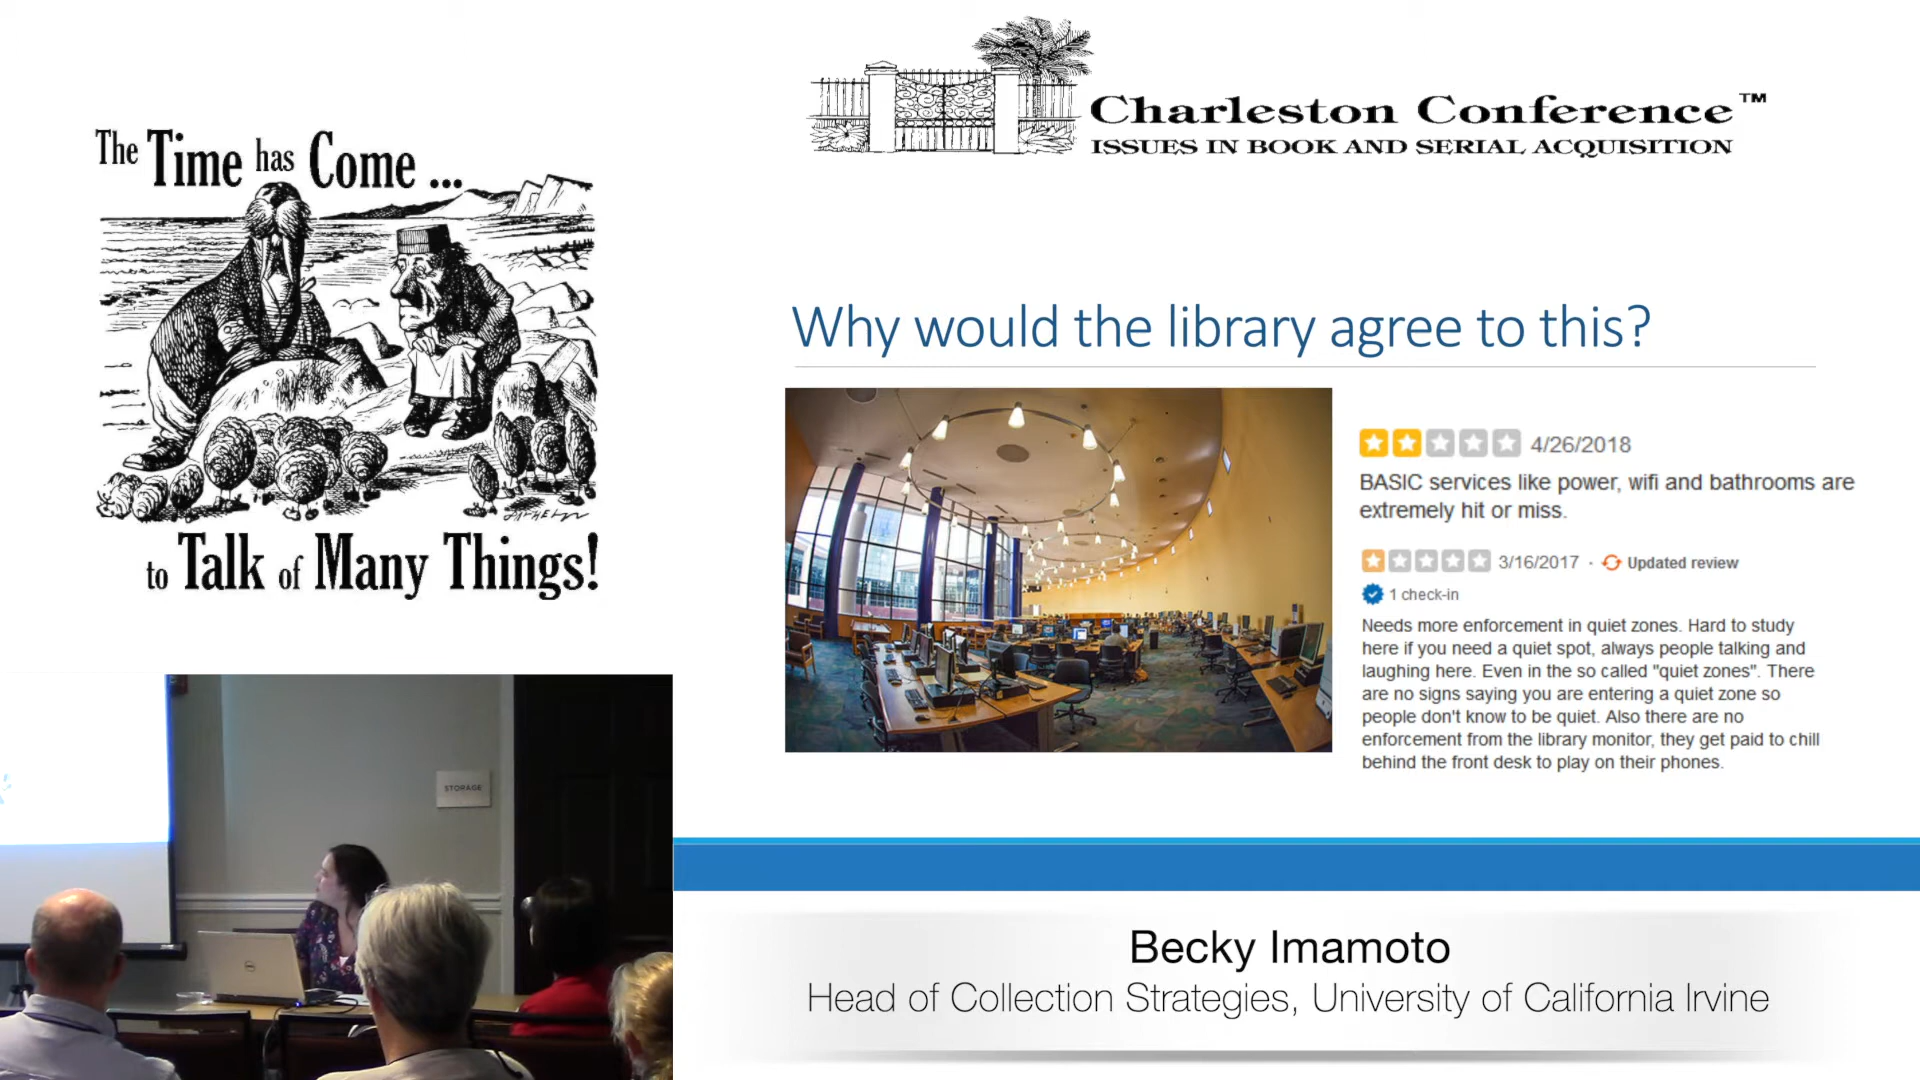 The Time has Come ...
to Talk of Many Things!
Charleston Conference™
ISSUES IN BOOK AND SERIAL ACQUISITION
Why would the library agree to this?
4/26/2018
BASIC services like power, wifi and bathrooms are
extremely hit or miss.
3/16/2017 · Updated review
1 check-in
Needs more enforcement in quiet zones. Hard to study
here if you need a quiet spot, always people talking and
laughing here. Even in the so called "quiet zones". There
are no signs saying you are entering a quiet zone so
people don't know to be quiet. Also there are no
enforcement from the library monitor, they get paid to chill
behind the front desk to play on their phones.
STORAGE
Becky Imamoto
Head of Collection Strategies, University of California Irvine